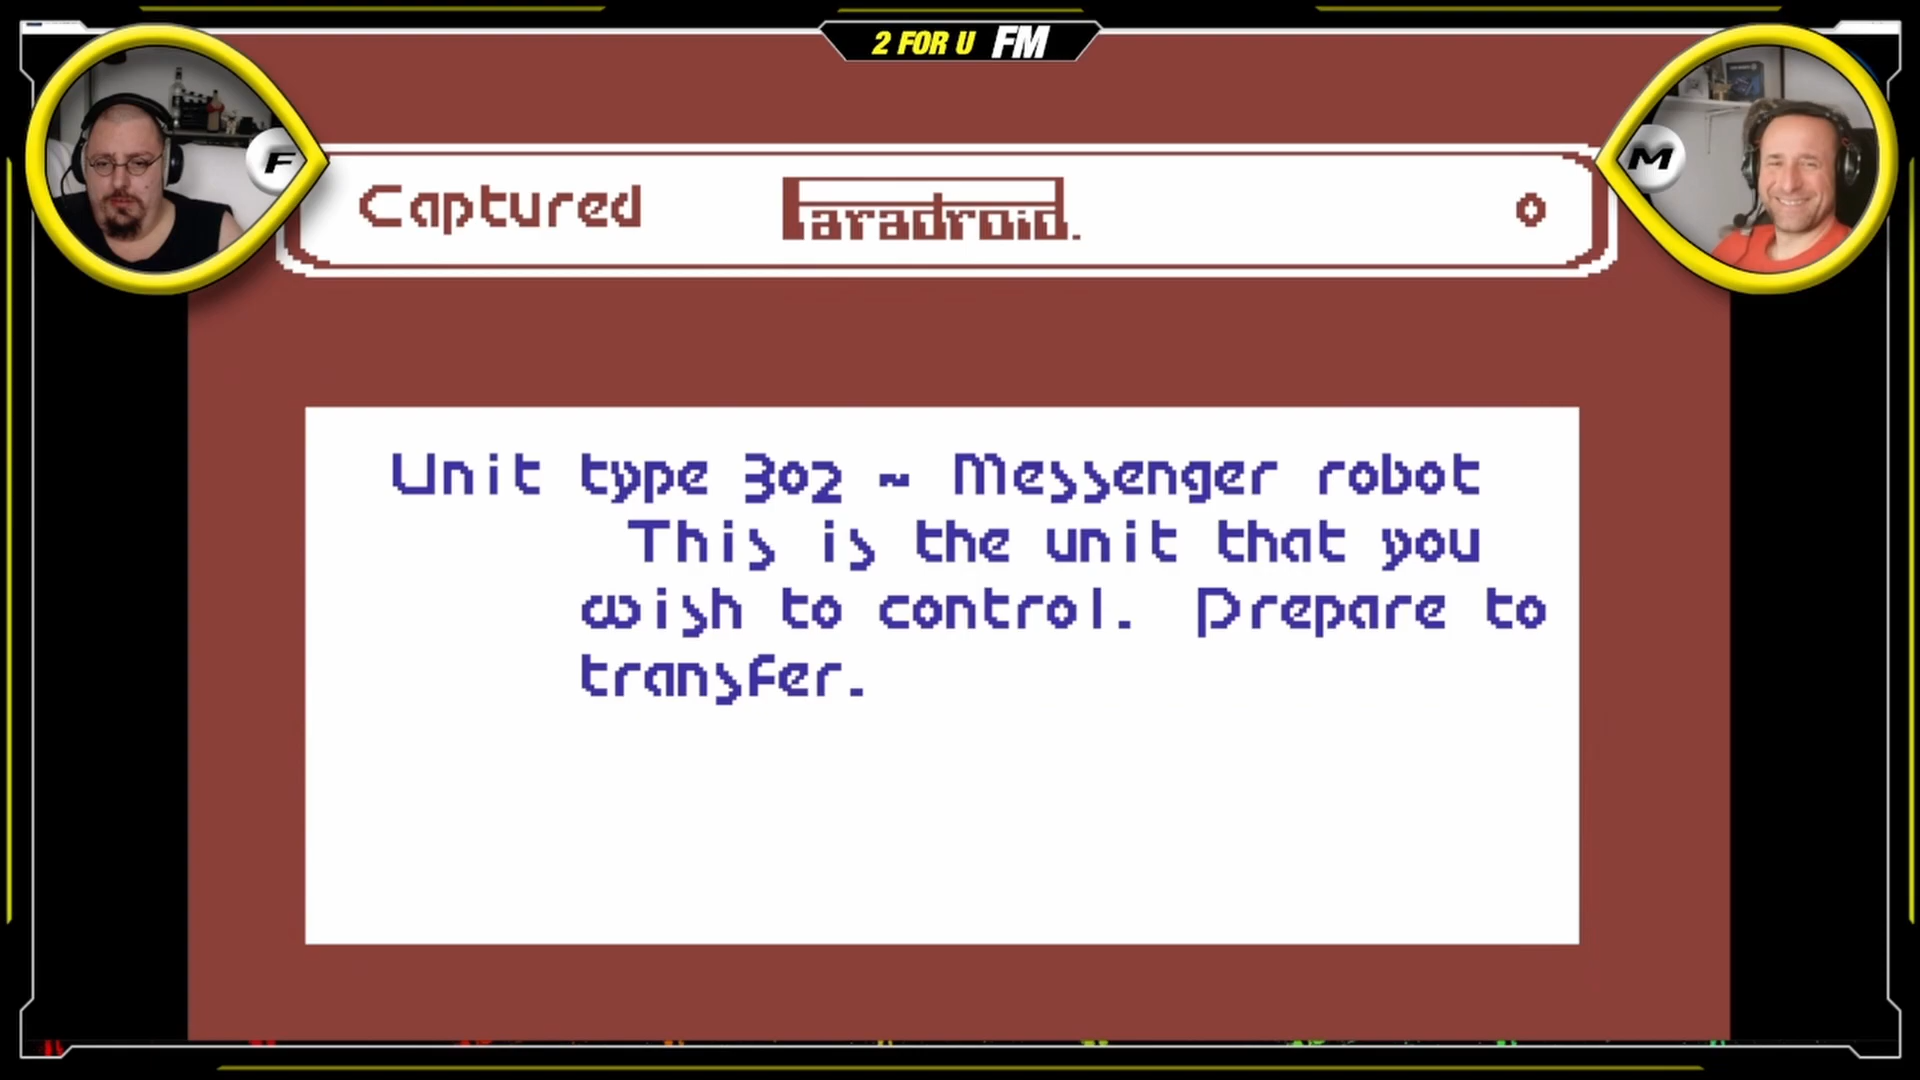 2 FOR U FM
F
M
Captured Paradroid. 0
Unit type 302 ~ Messenger robot
This is the unit that you
wish to control. Prepare to
transfer.